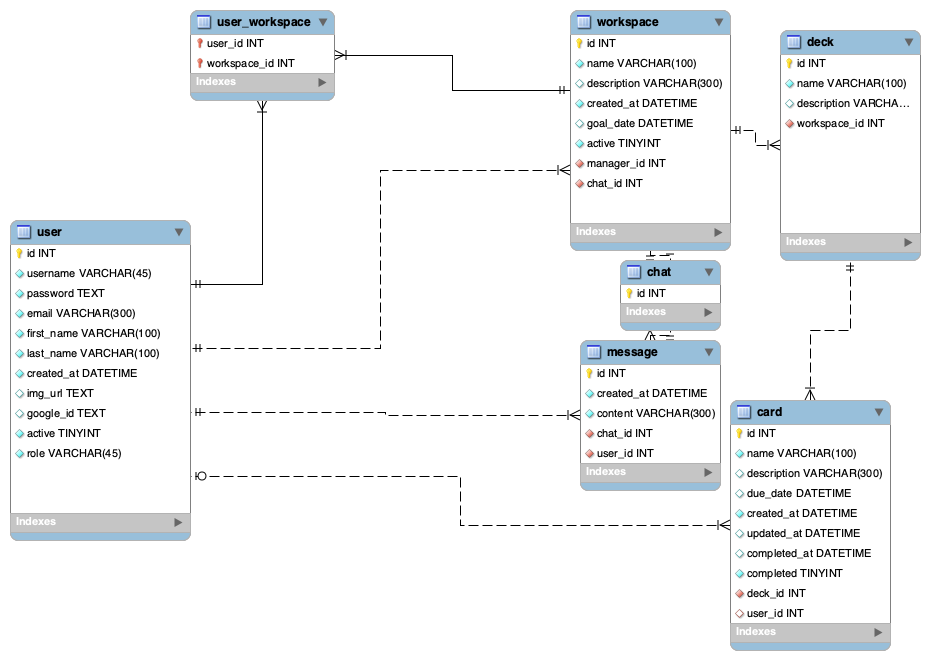 user_workspace
user_id INT
workspace_id INT
Indexes
workspace
id INT
name VARCHAR(100)
description VARCHAR(300)
created_at DATETIME
goal_date DATETIME
active TINYINT
manager_id INT
chat_id INT
Indexes
deck
id INT
name VARCHAR(100)
description VARCHA...
workspace_id INT
Indexes
user
id INT
username VARCHAR(45)
password TEXT
email VARCHAR(300)
first_name VARCHAR(100)
last_name VARCHAR(100)
created_at DATETIME
img_url TEXT
google_id TEXT
active TINYINT
role VARCHAR(45)
Indexes
chat
id INT
Indexes
message
id INT
created_at DATETIME
content VARCHAR(300)
chat_id INT
user_id INT
Indexes
card
id INT
name VARCHAR(100)
description VARCHAR(300)
due_date DATETIME
created_at DATETIME
updated_at DATETIME
completed_at DATETIME
completed TINYINT
deck_id INT
user_id INT
Indexes